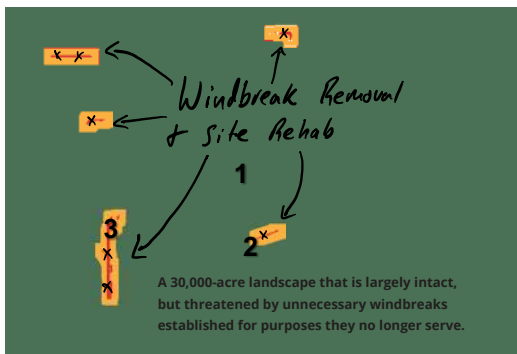 Windbreak Removal
& Site Rehab
1
3
2
A 30,000-acre landscape that is largely intact,
but threatened by unnecessary windbreaks
established for purposes they no longer serve.